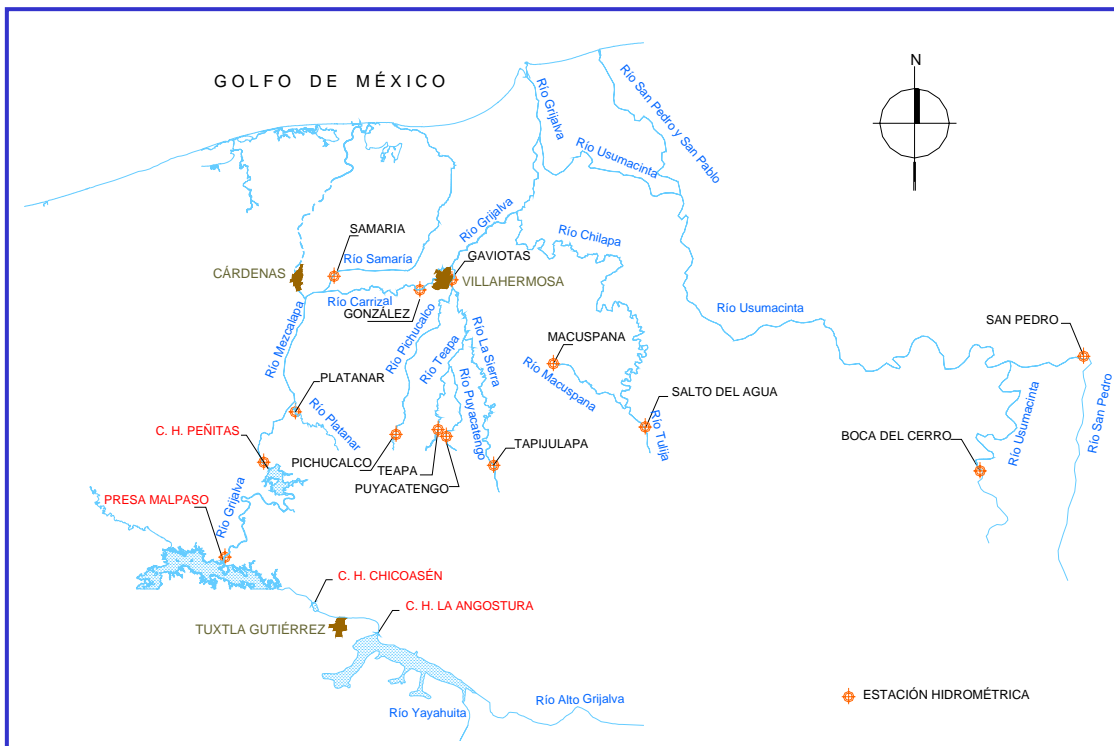 N
GOLFO DE MÉXICO
Río Grijalva
Río San Pedro y San Pablo
Río Usumacinta
Río Grijalva
Río Chilapa
SAMARIA
Río Samaría
GAVIOTAS
CÁRDENAS
VILLAHERMOSA
Río Carrizal
GONZÁLEZ
Río Mezcalapa
Río Pichucalco
Río Teapa
Río La Sierra
Río Puyacatengo
Río Usumacinta
SAN PEDRO
MACUSPANA
Río Macuspana
PLATANAR
Río Platanar
SALTO DEL AGUA
Río Tulija
C. H. PEÑITAS
PICHUCALCO
TEAPA
PUYACATENGO
TAPIJULAPA
BOCA DEL CERRO
Río Usumacinta
Río San Pedro
PRESA MALPASO
Río Grijalva
C. H. CHICOASÉN
C. H. LA ANGOSTURA
TUXTLA GUTIÉRREZ
Río Yayahuita
Río Alto Grijalva
ESTACIÓN HIDROMÉTRICA